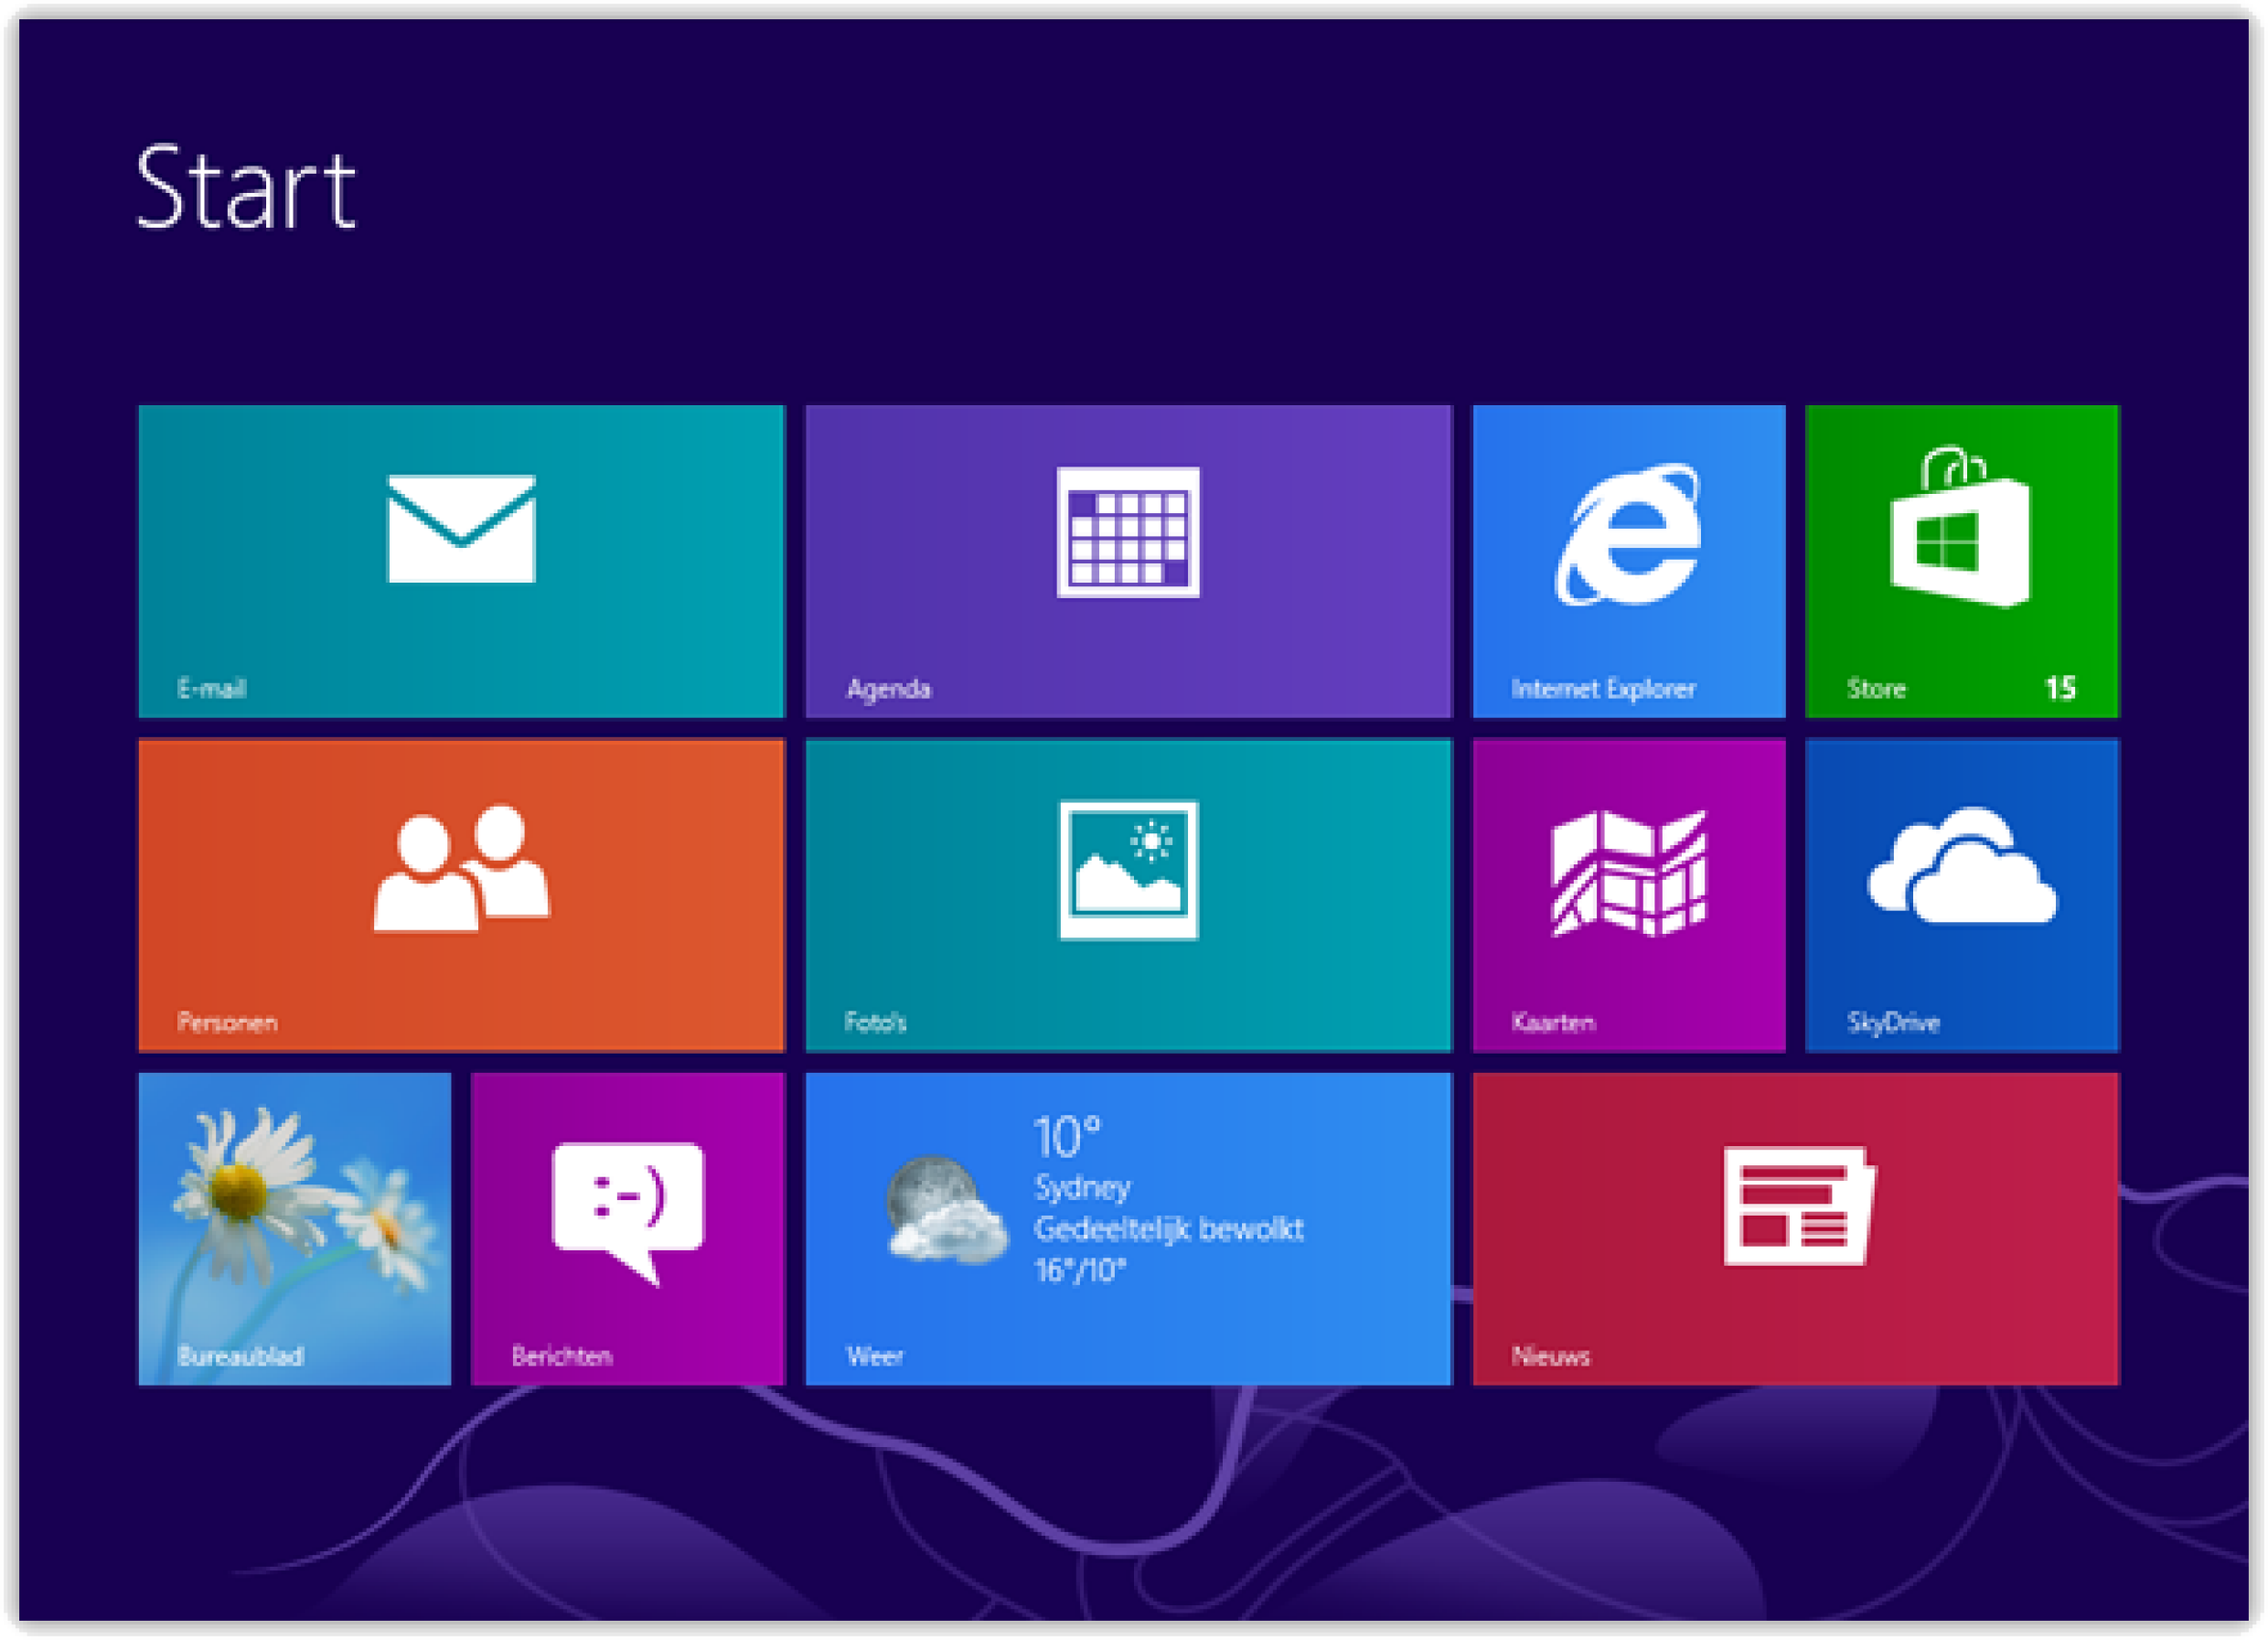 Start
E-mail
Agenda
Internet Explorer
Store 15
Personen
Foto's
Kaarten
SkyDrive
Bureaublad
:-)
Berichten
10°
Sydney
Gedeeltelijk bewolkt
16°/10°
Weer
Nieuws